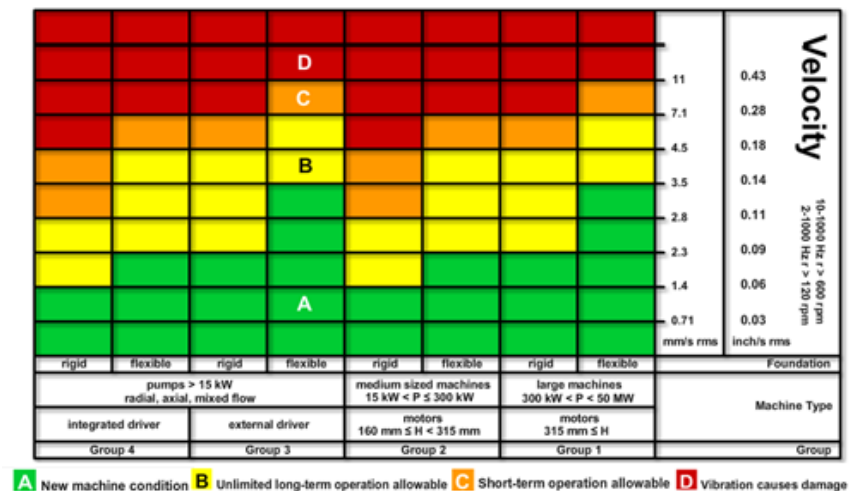 D
C
B
A
11
7.1
4.5
3.5
2.8
2.3
1.4
0.71
mm/s rms
0.43
0.28
0.18
0.14
0.11
0.09
0.06
0.03
inch/s rms
Velocity
10-1000 Hz r > 600 rpm
2-1000 Hz r > 120 rpm
rigid flexible rigid flexible rigid flexible rigid flexible Foundation
pumps > 15 kW
radial, axial, mixed flow
medium sized machines
15 kW < P ≤ 300 kW
large machines
300 kW < P < 50 MW
Machine Type
integrated driver
external driver
motors
160 mm ≤ H < 315 mm
motors
315 mm ≤ H
Group 4 Group 3 Group 2 Group 1 Group
A New machine condition B Unlimited long-term operation allowable C Short-term operation allowable D Vibration causes damage